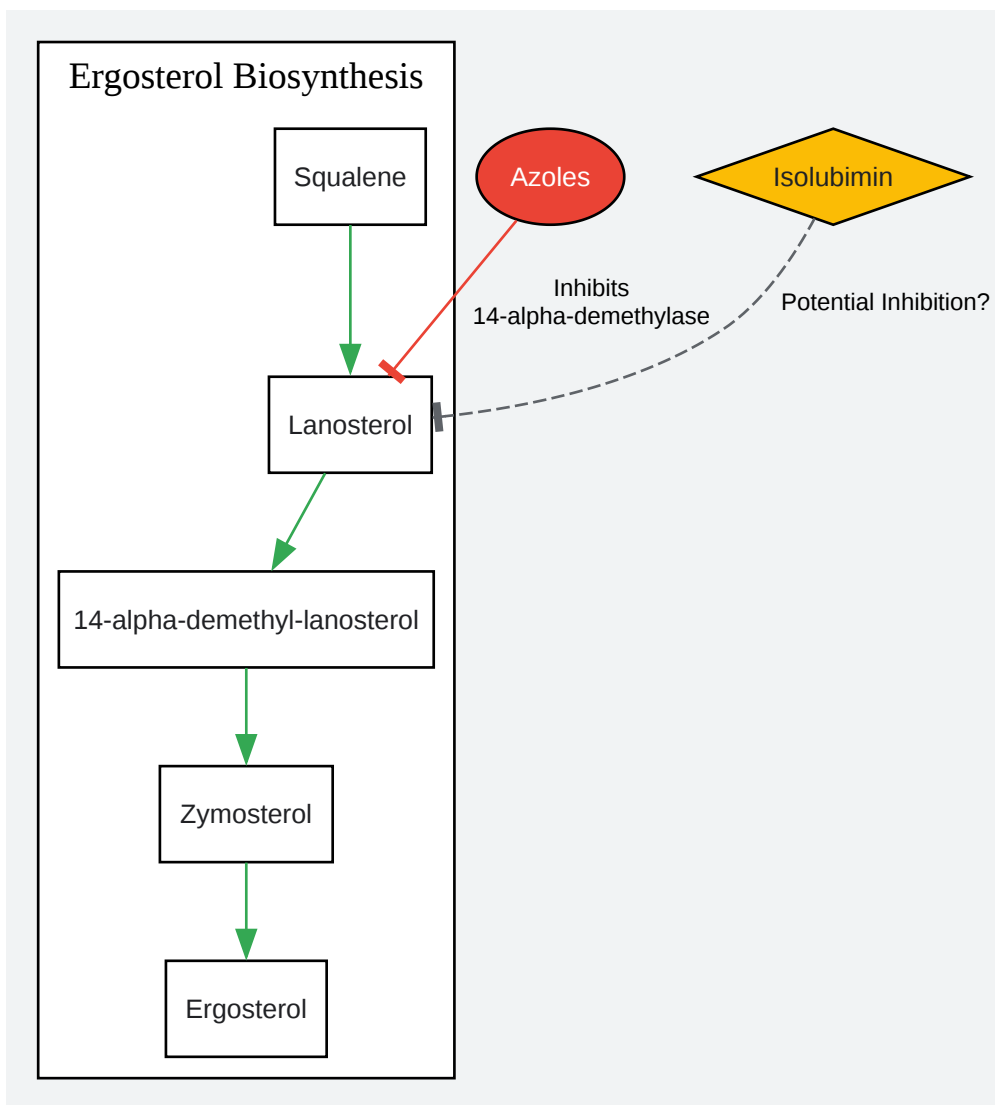 Ergosterol Biosynthesis
Squalene
Azoles
Isolubimin
Inhibits
14-alpha-demethylase
Potential Inhibition?
Lanosterol
14-alpha-demethyl-lanosterol
Zymosterol
Ergosterol